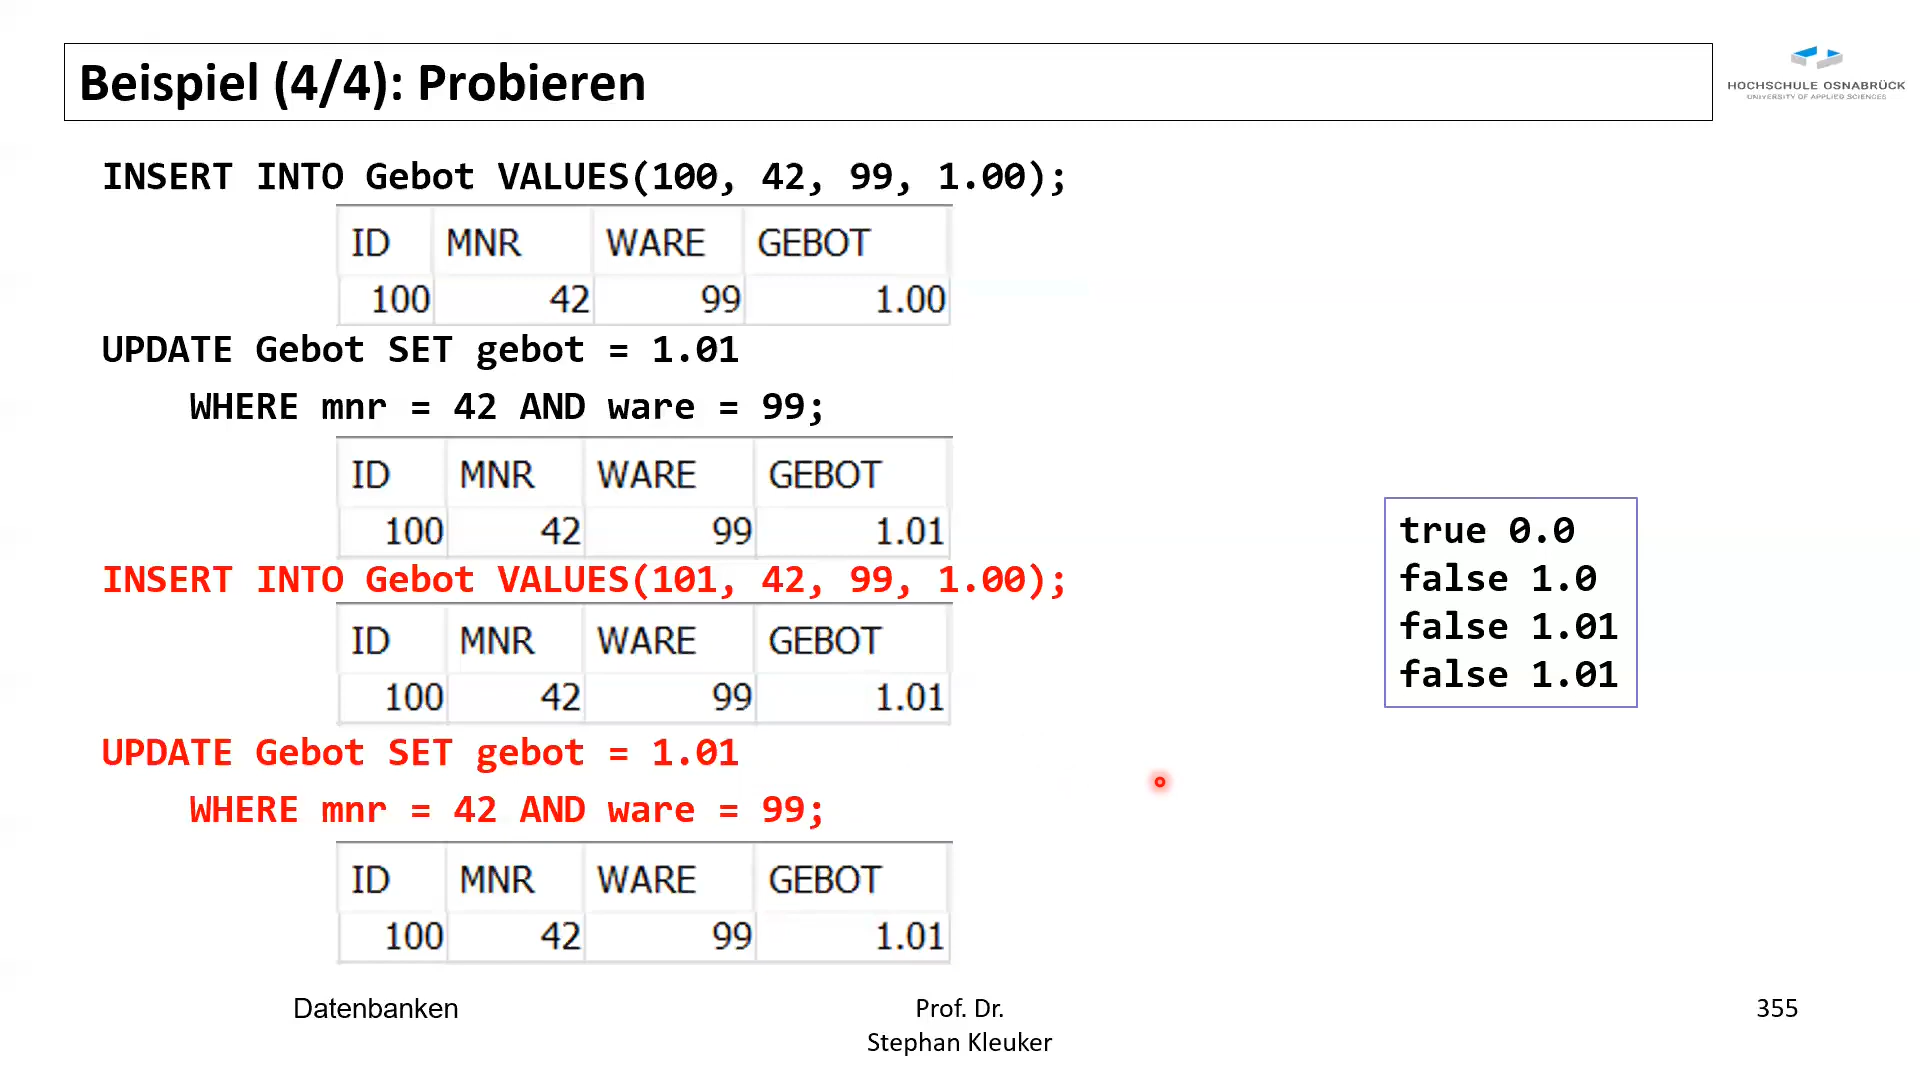 Beispiel (4/4): Probieren
HOCHSCHULE OSNABRÜCK
UNIVERSITY OF APPLIED SCIENCES
INSERT INTO Gebot VALUES(100, 42, 99, 1.00);
ID MNR WARE GEBOT
100 42 99 1.00
UPDATE Gebot SET gebot = 1.01
WHERE mnr = 42 AND ware = 99;
ID MNR WARE GEBOT
100 42 99 1.01
INSERT INTO Gebot VALUES(101, 42, 99, 1.00);
ID MNR WARE GEBOT
100 42 99 1.01
UPDATE Gebot SET gebot = 1.01
WHERE mnr = 42 AND ware = 99;
ID MNR WARE GEBOT
100 42 99 1.01
true 0.0
false 1.0
false 1.01
false 1.01
Datenbanken
Prof. Dr.
Stephan Kleuker
355